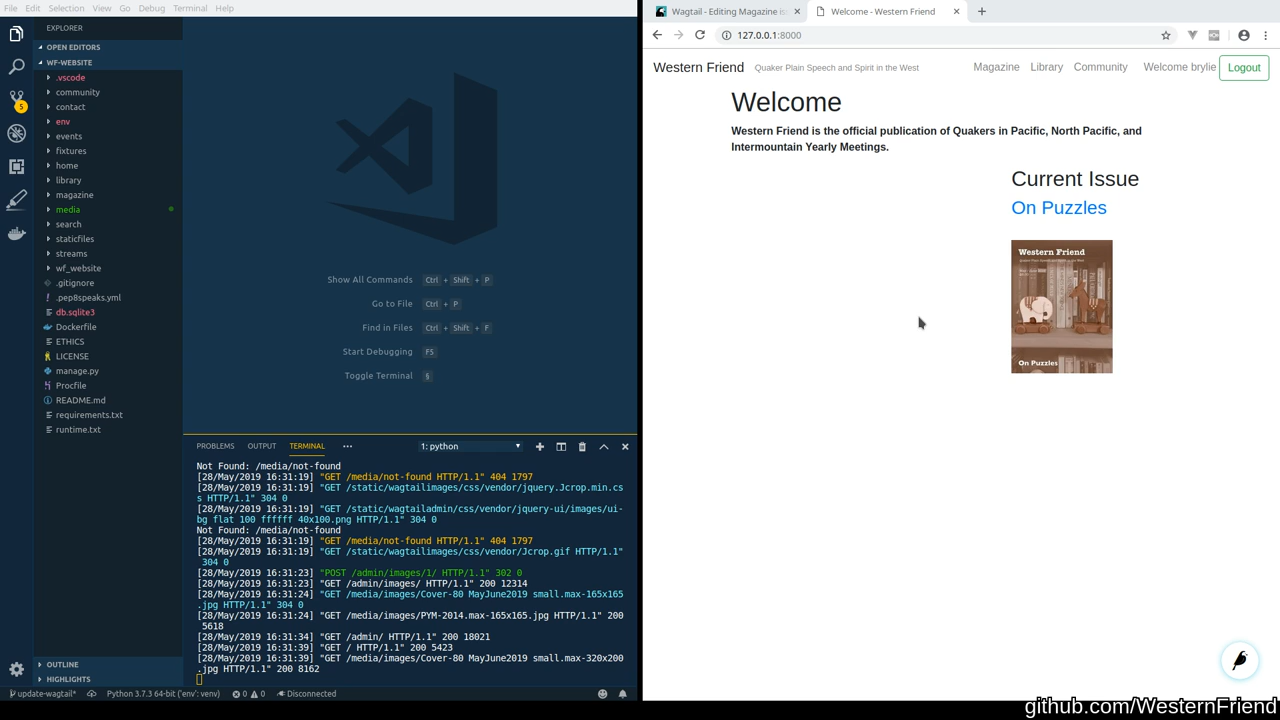 File Edit Selection View Go Debug Terminal Help
EXPLORER
OPEN EDITORS
WF-WEBSITE
.vscode
community
contact
env
events
fixtures
home
library
magazine
media
search
staticfiles
streams
wf_website
.gitignore
.pep8speaks.yml
db.sqlite3
Dockerfile
ETHICS
LICENSE
manage.py
Procfile
README.md
requirements.txt
runtime.txt
OUTLINE
HIGHLIGHTS
5
Show All Commands Ctrl + Shift + P
Go to File Ctrl + P
Find in Files Ctrl + Shift + F
Start Debugging F5
Toggle Terminal Ctrl + §
PROBLEMS OUTPUT TERMINAL ··· 1: python
Not Found: /media/not-found
[28/May/2019 16:31:19] "GET /media/not-found HTTP/1.1" 404 1797
[28/May/2019 16:31:19] "GET /static/wagtailimages/css/vendor/jquery.Jcrop.min.cs
s HTTP/1.1" 304 0
[28/May/2019 16:31:19] "GET /static/wagtailadmin/css/vendor/jquery-ui/images/ui-
bg flat 100 ffffff 40x100.png HTTP/1.1" 304 0
Not Found: /media/not-found
[28/May/2019 16:31:19] "GET /media/not-found HTTP/1.1" 404 1797
[28/May/2019 16:31:19] "GET /static/wagtailimages/css/vendor/Jcrop.gif HTTP/1.1"
304 0
[28/May/2019 16:31:23] "POST /admin/images/1/ HTTP/1.1" 302 0
[28/May/2019 16:31:23] "GET /admin/images/ HTTP/1.1" 200 12314
[28/May/2019 16:31:24] "GET /media/images/Cover-80 MayJune2019 small.max-165x165
.jpg HTTP/1.1" 304 0
[28/May/2019 16:31:24] "GET /media/images/PYM-2014.max-165x165.jpg HTTP/1.1" 200
5618
[28/May/2019 16:31:34] "GET /admin/ HTTP/1.1" 200 18021
[28/May/2019 16:31:39] "GET / HTTP/1.1" 200 5423
[28/May/2019 16:31:39] "GET /media/images/Cover-80 MayJune2019 small.max-320x200
.jpg HTTP/1.1" 200 8162
update-wagtail* Python 3.7.3 64-bit ('env': venv) 0 0 Disconnected
Wagtail - Editing Magazine is
Welcome - Western Friend
127.0.0.1:8000
Western Friend Quaker Plain Speech and Spirit in the West Magazine Library Community Welcome brylie Logout
Welcome
Western Friend is the official publication of Quakers in Pacific, North Pacific, and
Intermountain Yearly Meetings.
Current Issue
On Puzzles
Western Friend
On Puzzles
github.com/WesternFriend